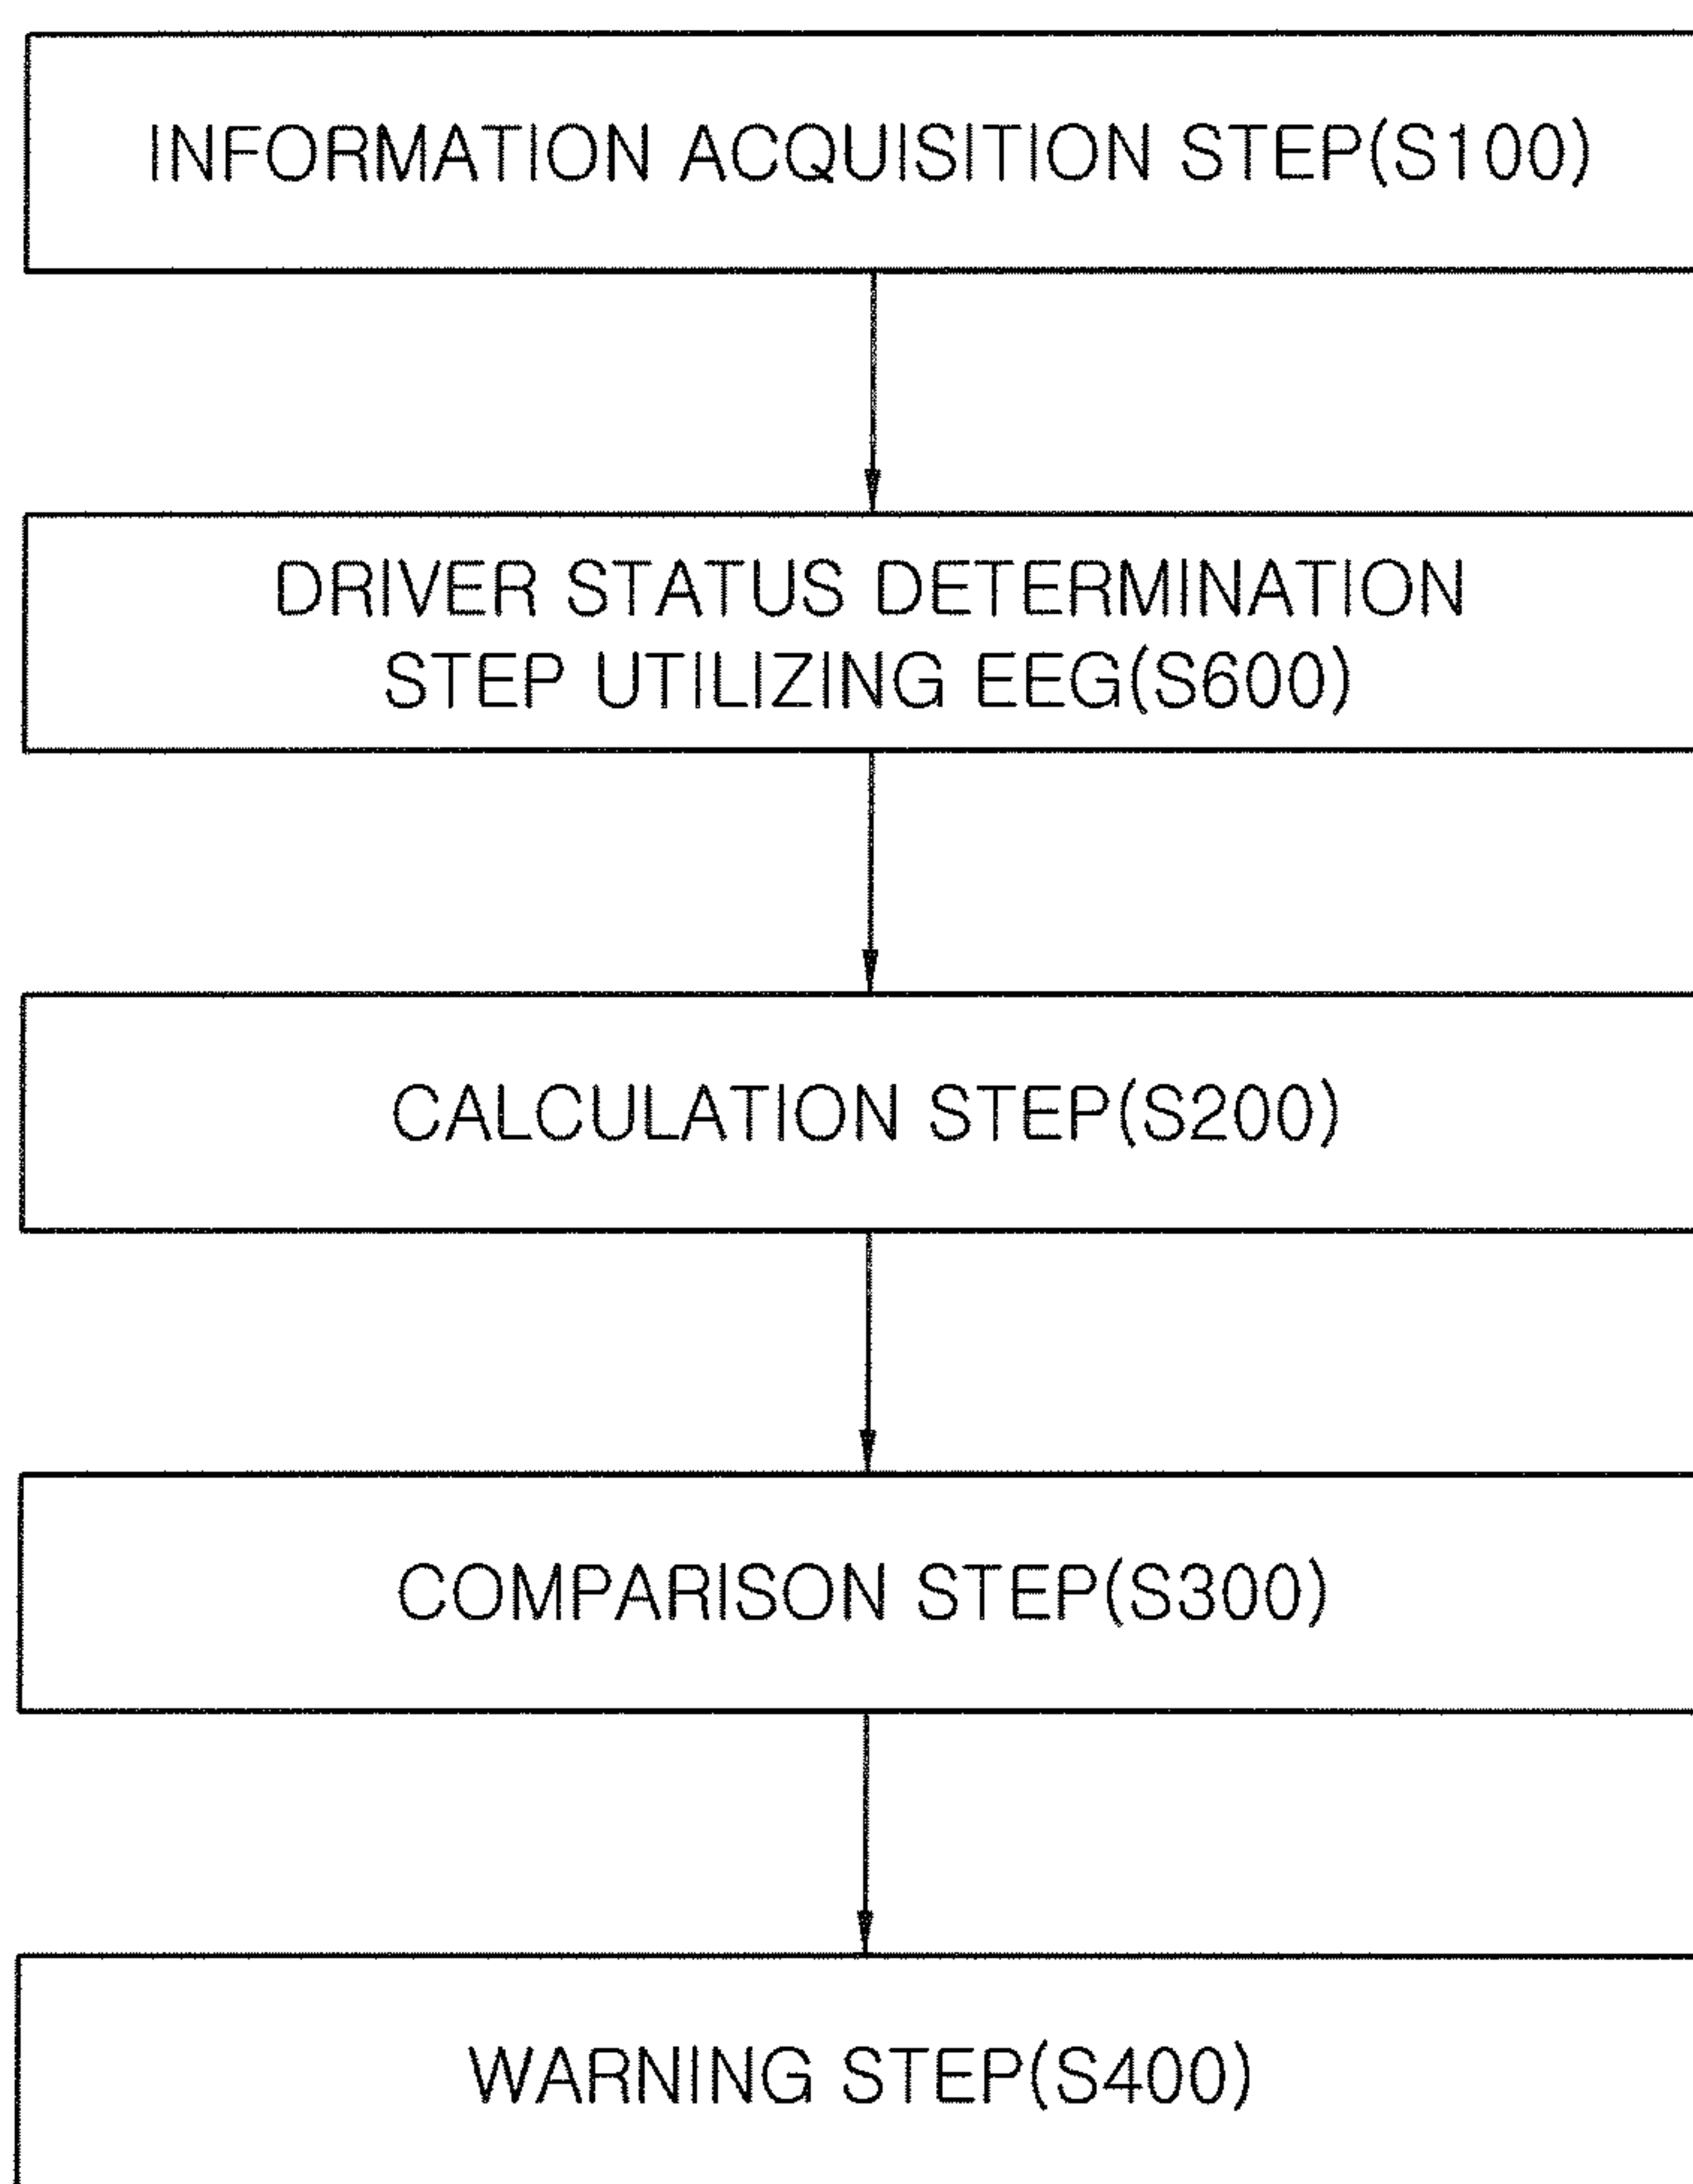 INFORMATION ACQUISITION STEP(S100)
DRIVER STATUS DETERMINATION
STEP UTILIZING EEG(S600)
CALCULATION STEP(S200)
COMPARISON STEP(S300)
WARNING STEP(S400)